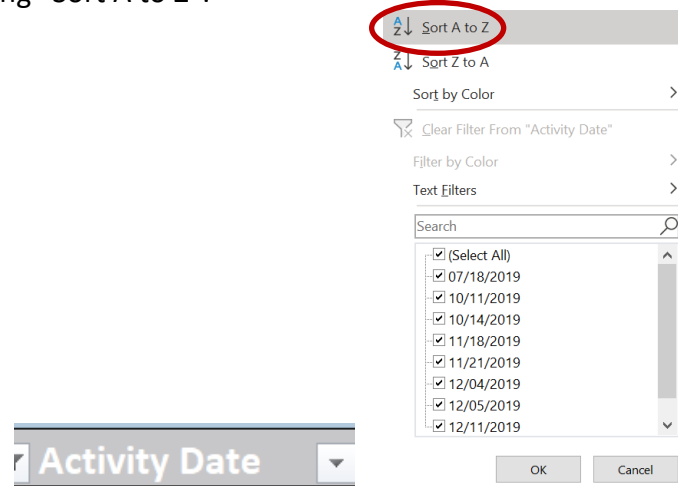 "Sort A to Z".
Sort A to Z
Sort Z to A
Sort by Color
Clear Filter From "Activity Date"
Filter by Color
Text Filters
Search
(Select All)
07/18/2019
10/11/2019
10/14/2019
11/18/2019
11/21/2019
12/04/2019
12/05/2019
12/11/2019
Activity Date
OK Cancel